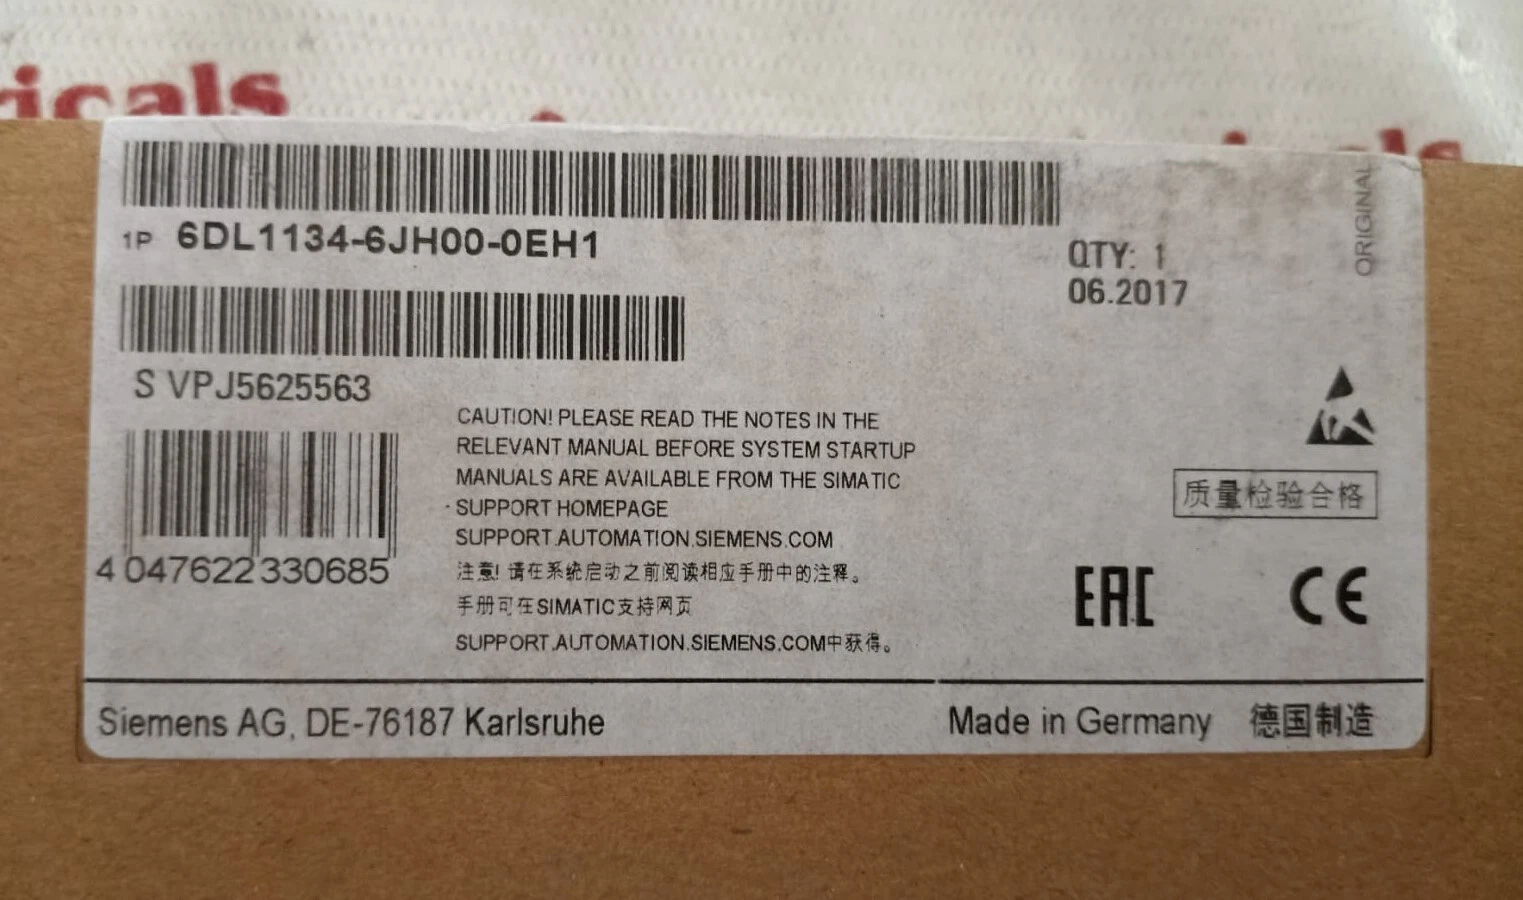 icals
1P 6DL1134-6JH00-0EH1
QTY: 1
06.2017
ORIGINAL
S VPJ5625563
CAUTION! PLEASE READ THE NOTES IN THE
RELEVANT MANUAL BEFORE SYSTEM STARTUP
MANUALS ARE AVAILABLE FROM THE SIMATIC
SUPPORT HOMEPAGE
SUPPORT.AUTOMATION.SIEMENS.COM
注意! 请在系统启动之前阅读相应手册中的注释。
手册可在SIMATIC支持网页
SUPPORT.AUTOMATION.SIEMENS.COM中获得。
4 047622 330685
质量检验合格
EAC CE
Siemens AG, DE-76187 Karlsruhe
Made in Germany 德国制造